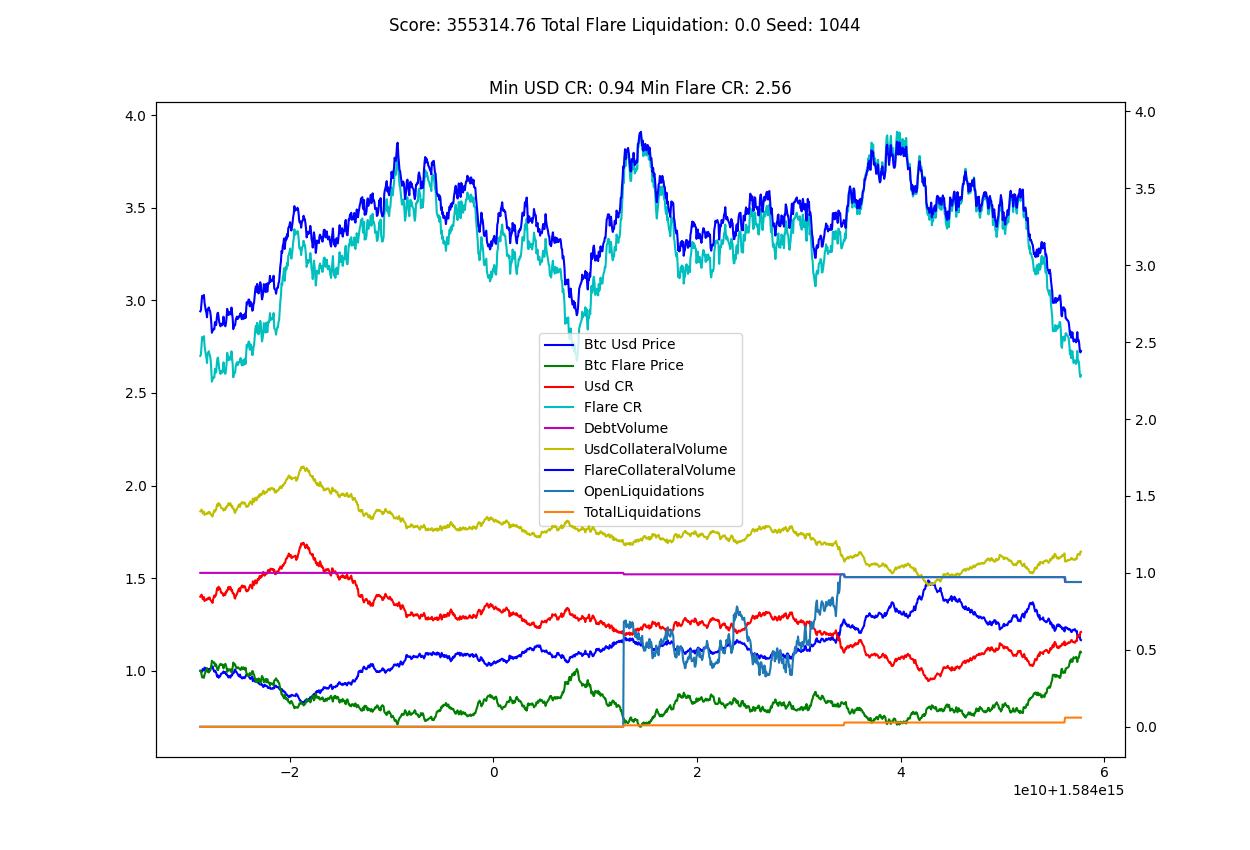 Score: 355314.76 Total Flare Liquidation: 0.0 Seed: 1044
Min USD CR: 0.94 Min Flare CR: 2.56
4.0
3.5
3.0
2.5
2.0
1.5
1.0
4.0
3.5
3.0
2.5
2.0
1.5
1.0
0.5
0.0
Btc Usd Price
Btc Flare Price
Usd CR
Flare CR
DebtVolume
UsdCollateralVolume
FlareCollateralVolume
OpenLiquidations
TotalLiquidations
−2 0 2 4 6
1e10+1.584e15